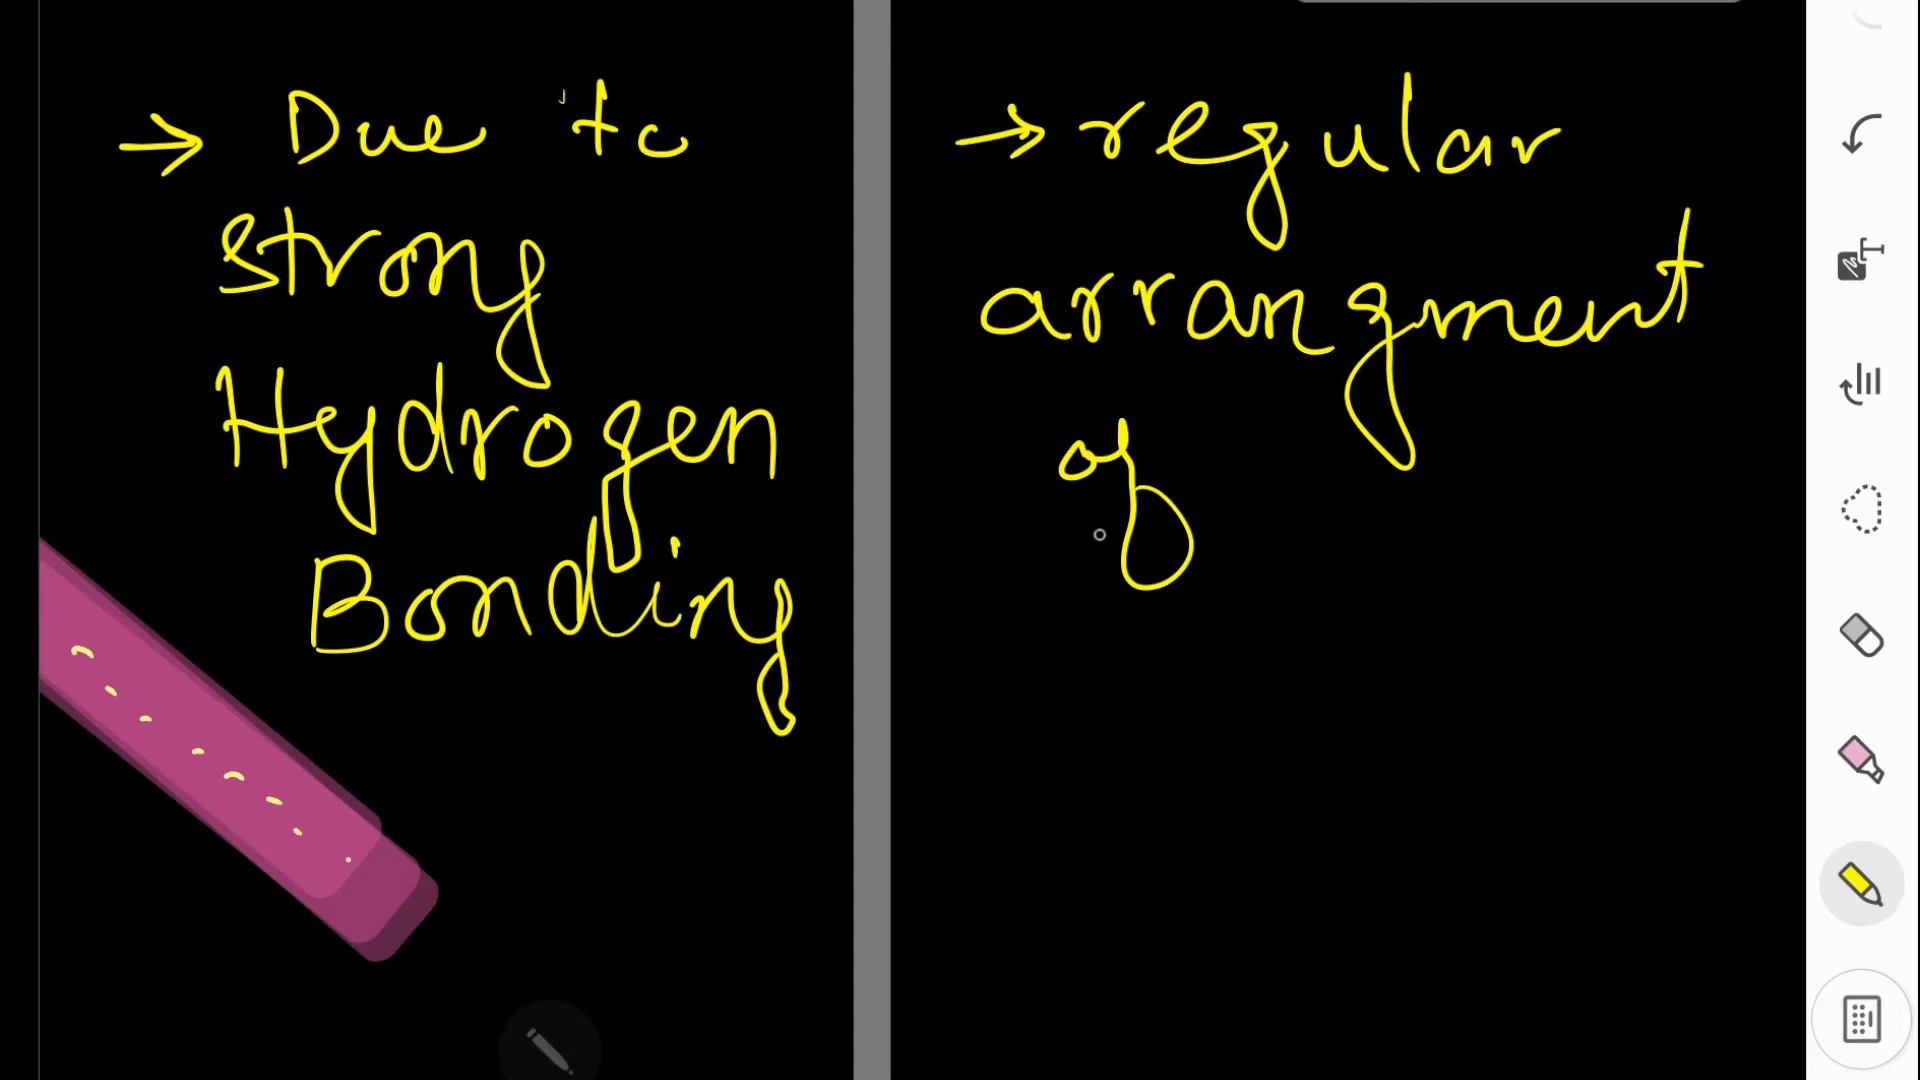 → Due to
strong
Hydrogen
Bonding
→ regular
arrangment
of